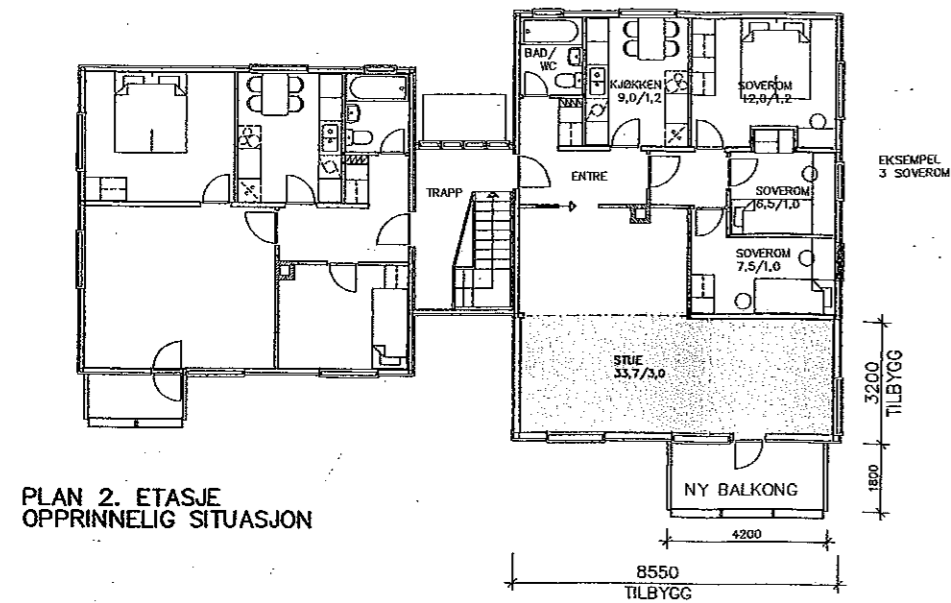 BAD/
WC
KJØKKEN
9,0/1,2
SOVEROM
12,0/1,2
EKSEMPEL
3 SOVEROM
TRAPP
ENTRE
SOVEROM
6,5/1,0
SOVEROM
7,5/1,0
STUE
33,7/3,0
3200
TILBYGG
1800
NY BALKONG
PLAN 2. ETASJE
OPPRINNELIG SITUASJON
4200
8550
TILBYGG